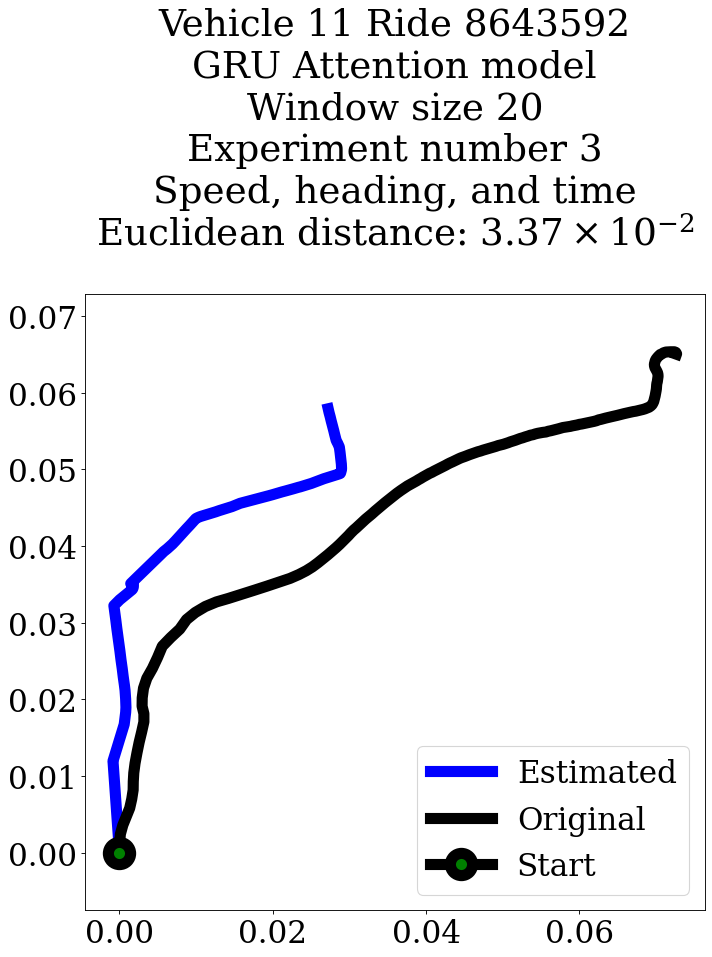 Vehicle 11 Ride 8643592
GRU Attention model
Window size 20
Experiment number 3
Speed, heading, and time
Euclidean distance: 3.37 × 10⁻²
0.07
0.06
0.05
0.04
0.03
0.02
0.01
0.00
Estimated
Original
Start
0.00 0.02 0.04 0.06